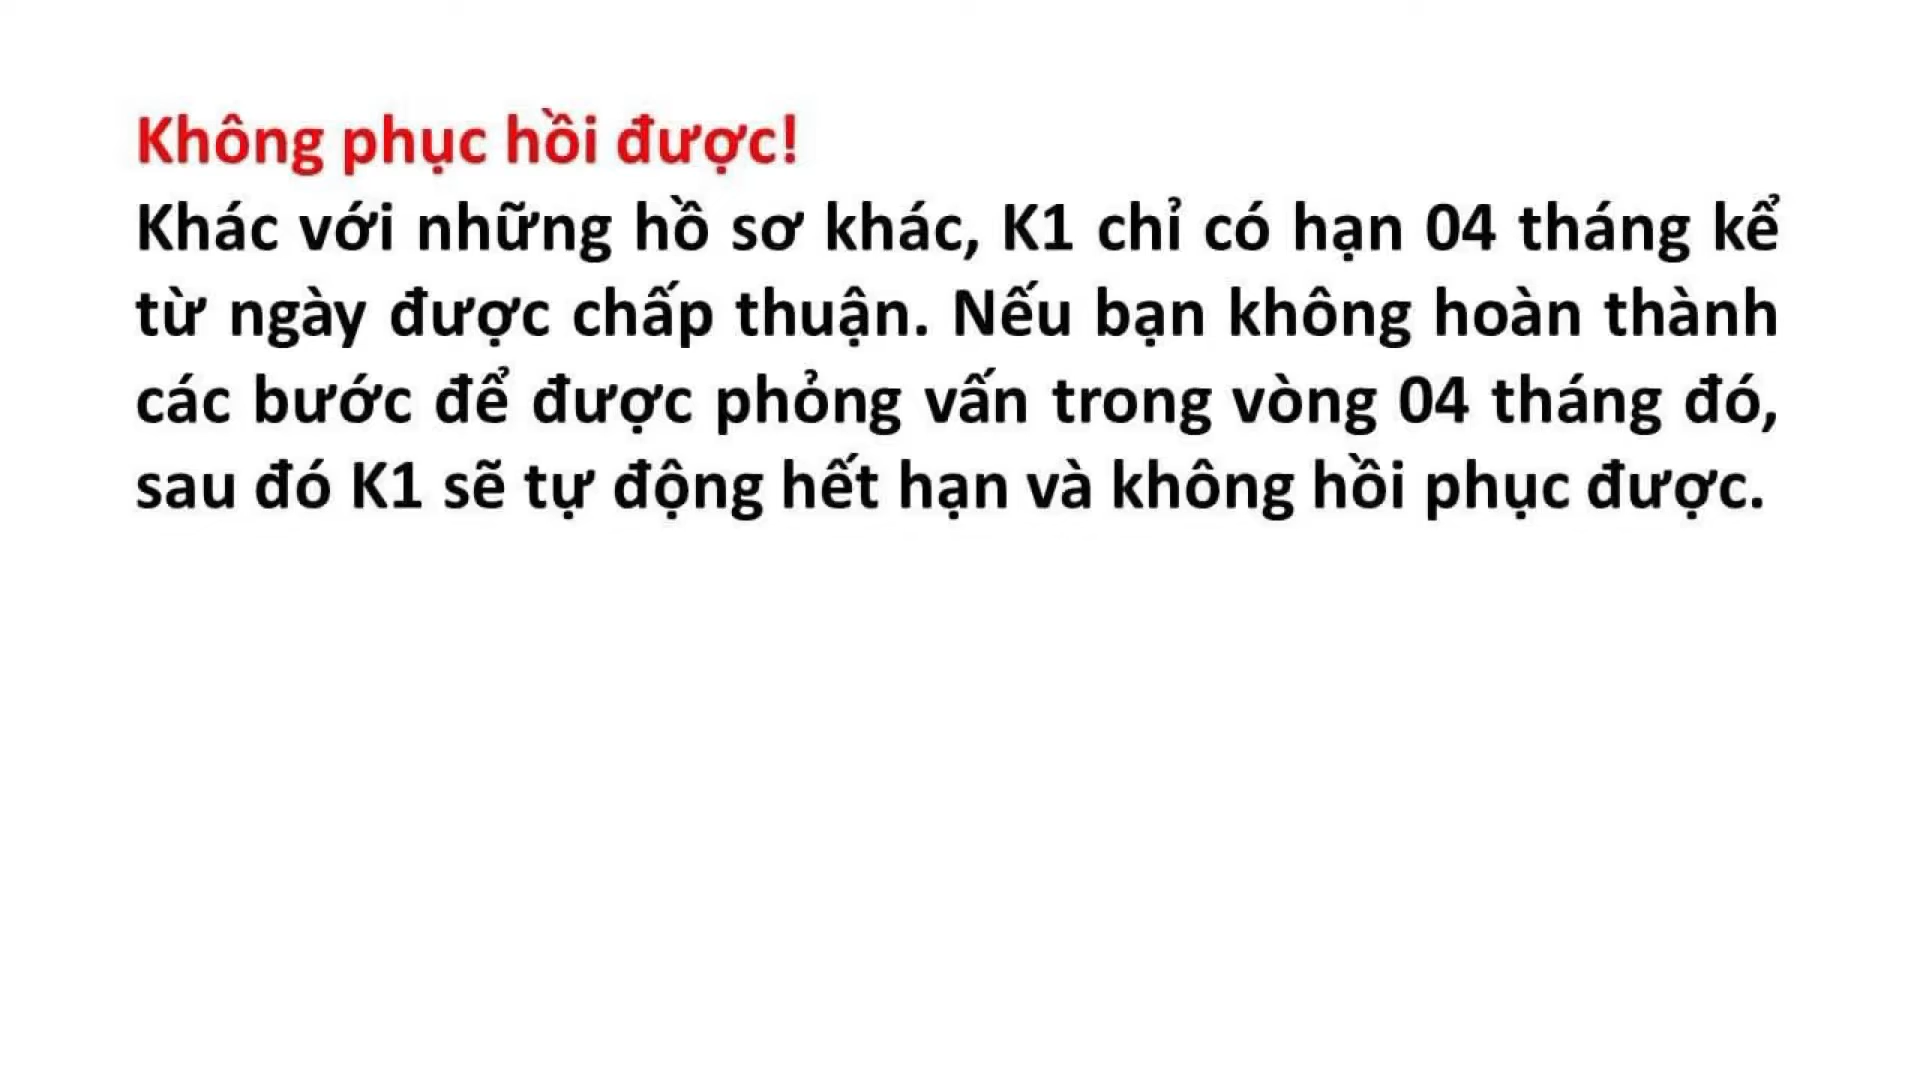 Không phục hồi được!
Khác với những hồ sơ khác, K1 chỉ có hạn 04 tháng kể
từ ngày được chấp thuận. Nếu bạn không hoàn thành
các bước để được phỏng vấn trong vòng 04 tháng đó,
sau đó K1 sẽ tự động hết hạn và không hồi phục được.